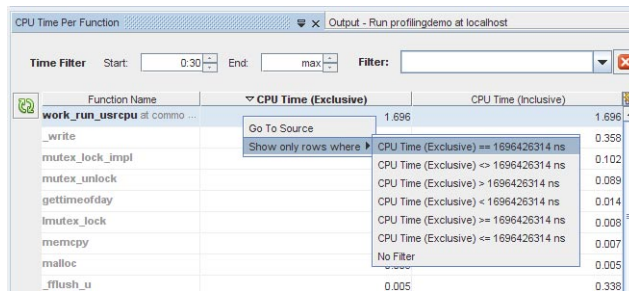 CPU Time Per Function
Output - Run profilingdemo at localhost
Time Filter Start: 0:30 End: max Filter:
Function Name CPU Time (Exclusive) CPU Time (Inclusive)
work_run_usrcpu at commo ... 1.696 1.696
_write 0.358
mutex_lock_impl 0.102
mutex_unlock 0.089
gettimeofday 0.014
lmutex_lock 0.008
memcpy 0.007
malloc 0.005
_fflush_u 0.005 0.338
Go To Source
Show only rows where
CPU Time (Exclusive) == 1696426314 ns
CPU Time (Exclusive) <> 1696426314 ns
CPU Time (Exclusive) > 1696426314 ns
CPU Time (Exclusive) < 1696426314 ns
CPU Time (Exclusive) >= 1696426314 ns
CPU Time (Exclusive) <= 1696426314 ns
No Filter